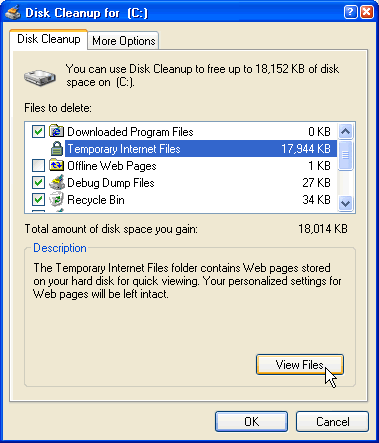 Disk Cleanup for (C:)
Disk Cleanup
More Options
You can use Disk Cleanup to free up to 18,152 KB of disk
space on (C:).
Files to delete:
Downloaded Program Files 0 KB
Temporary Internet Files 17,944 KB
Offline Web Pages 1 KB
Debug Dump Files 27 KB
Recycle Bin 34 KB
Total amount of disk space you gain: 18,014 KB
Description
The Temporary Internet Files folder contains Web pages stored
on your hard disk for quick viewing. Your personalized settings for
Web pages will be left intact.
View Files
OK
Cancel